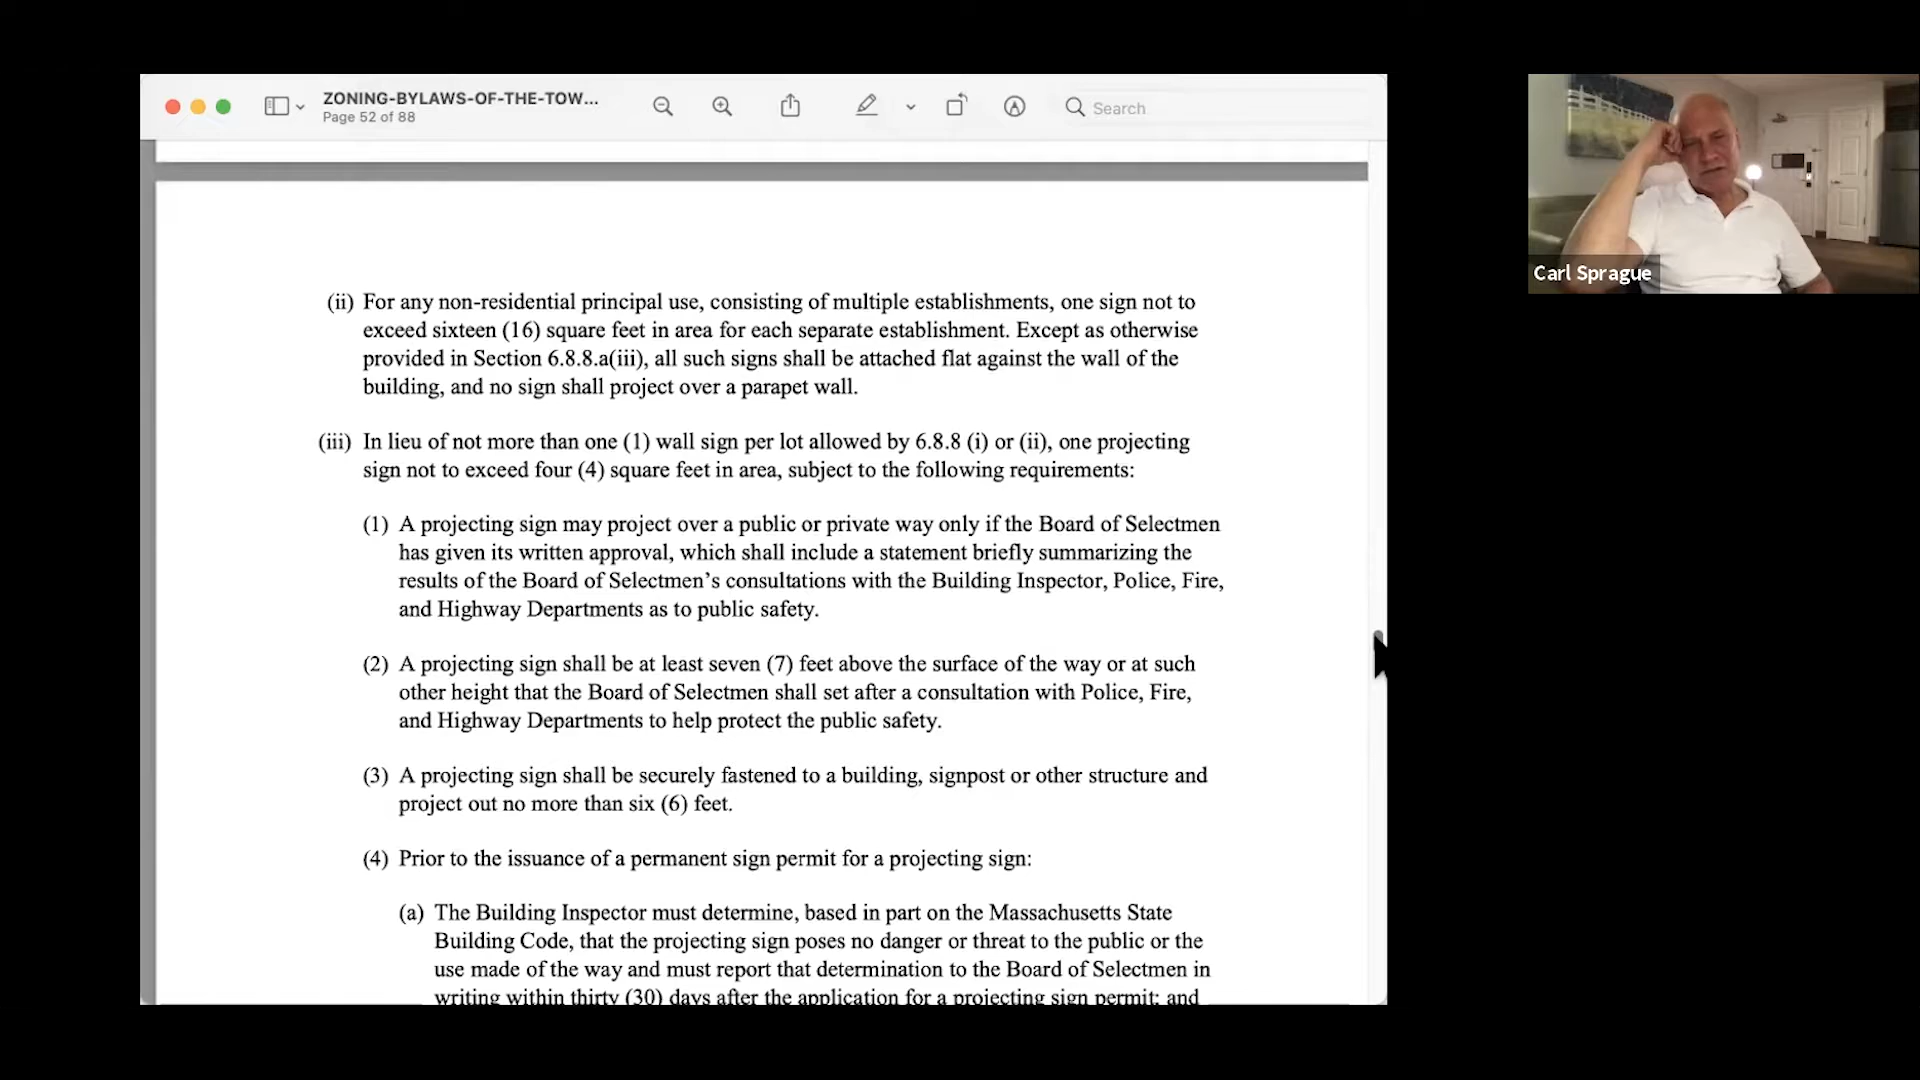 ZONING-BYLAWS-OF-THE-TOW...
Page 52 of 88
Search
(ii) For any non-residential principal use, consisting of multiple establishments, one sign not to
exceed sixteen (16) square feet in area for each separate establishment. Except as otherwise
provided in Section 6.8.8.a(iii), all such signs shall be attached flat against the wall of the
building, and no sign shall project over a parapet wall.
(iii) In lieu of not more than one (1) wall sign per lot allowed by 6.8.8 (i) or (ii), one projecting
sign not to exceed four (4) square feet in area, subject to the following requirements:
(1) A projecting sign may project over a public or private way only if the Board of Selectmen
has given its written approval, which shall include a statement briefly summarizing the
results of the Board of Selectmen’s consultations with the Building Inspector, Police, Fire,
and Highway Departments as to public safety.
(2) A projecting sign shall be at least seven (7) feet above the surface of the way or at such
other height that the Board of Selectmen shall set after a consultation with Police, Fire,
and Highway Departments to help protect the public safety.
(3) A projecting sign shall be securely fastened to a building, signpost or other structure and
project out no more than six (6) feet.
(4) Prior to the issuance of a permanent sign permit for a projecting sign:
(a) The Building Inspector must determine, based in part on the Massachusetts State
Building Code, that the projecting sign poses no danger or threat to the public or the
use made of the way and must report that determination to the Board of Selectmen in
writing within thirty (30) days after the application for a projecting sign permit; and
Carl Sprague